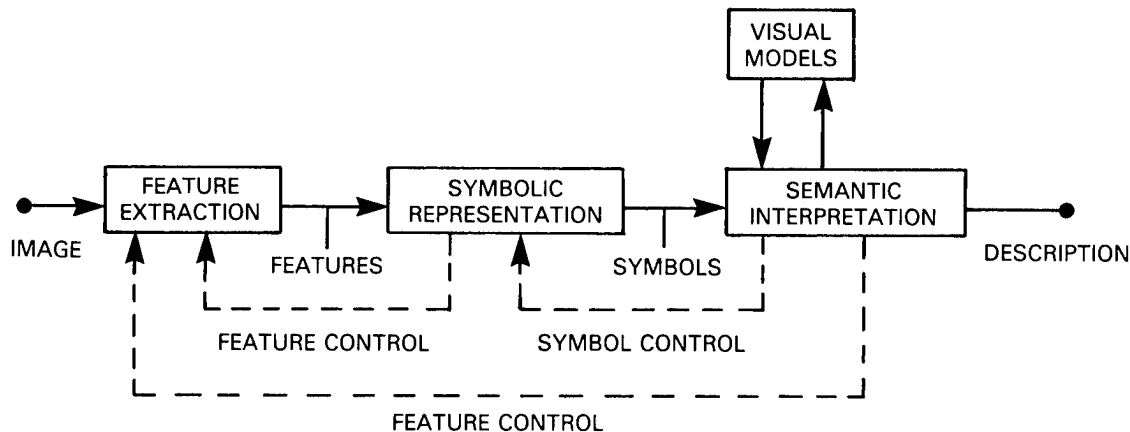 VISUAL
MODELS
FEATURE
EXTRACTION
SYMBOLIC
REPRESENTATION
SEMANTIC
INTERPRETATION
IMAGE
FEATURES
SYMBOLS
DESCRIPTION
FEATURE CONTROL
SYMBOL CONTROL
FEATURE CONTROL